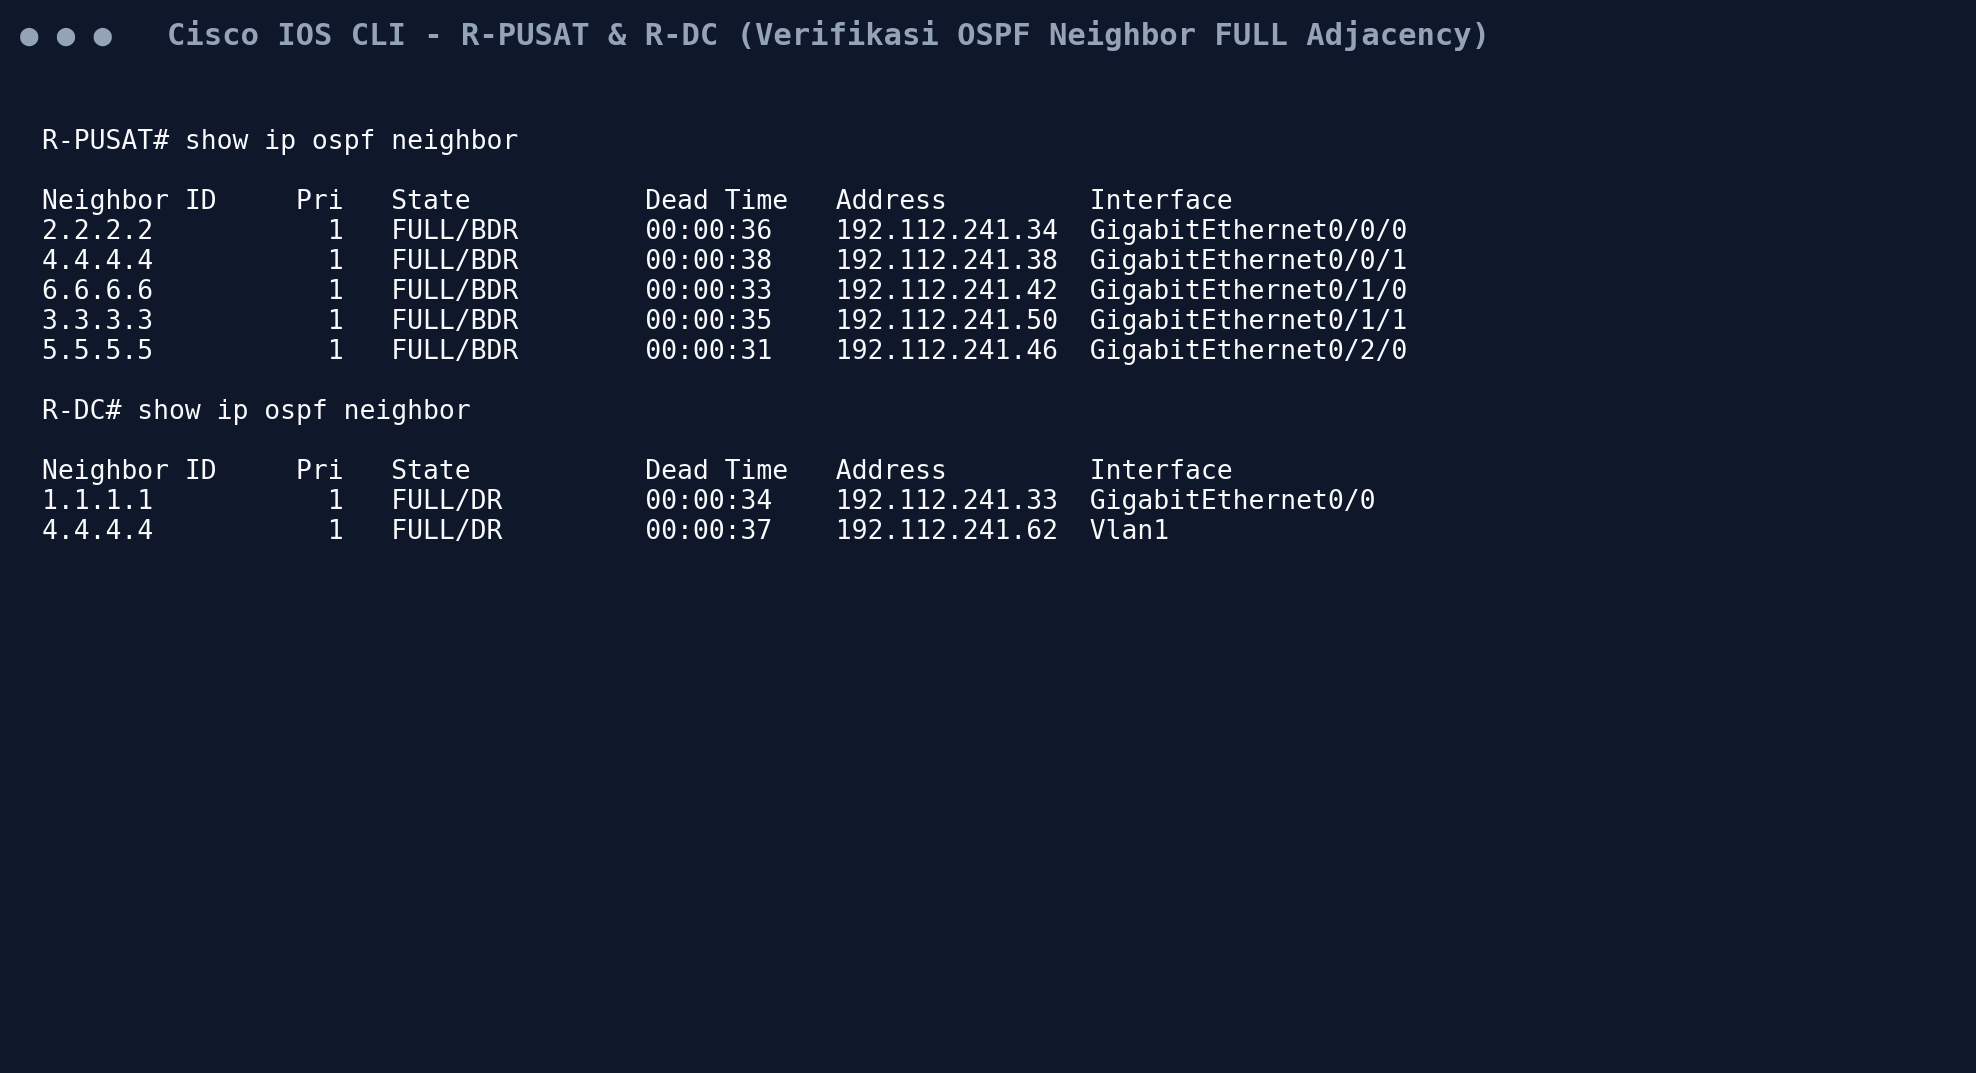 Cisco IOS CLI - R-PUSAT & R-DC (Verifikasi OSPF Neighbor FULL Adjacency)
R-PUSAT# show ip ospf neighbor
Neighbor ID     Pri   State           Dead Time   Address         Interface
2.2.2.2           1   FULL/BDR        00:00:36    192.112.241.34  GigabitEthernet0/0/0
4.4.4.4           1   FULL/BDR        00:00:38    192.112.241.38  GigabitEthernet0/0/1
6.6.6.6           1   FULL/BDR        00:00:33    192.112.241.42  GigabitEthernet0/1/0
3.3.3.3           1   FULL/BDR        00:00:35    192.112.241.50  GigabitEthernet0/1/1
5.5.5.5           1   FULL/BDR        00:00:31    192.112.241.46  GigabitEthernet0/2/0
R-DC# show ip ospf neighbor
Neighbor ID     Pri   State           Dead Time   Address         Interface
1.1.1.1           1   FULL/DR         00:00:34    192.112.241.33  GigabitEthernet0/0
4.4.4.4           1   FULL/DR         00:00:37    192.112.241.62  Vlan1